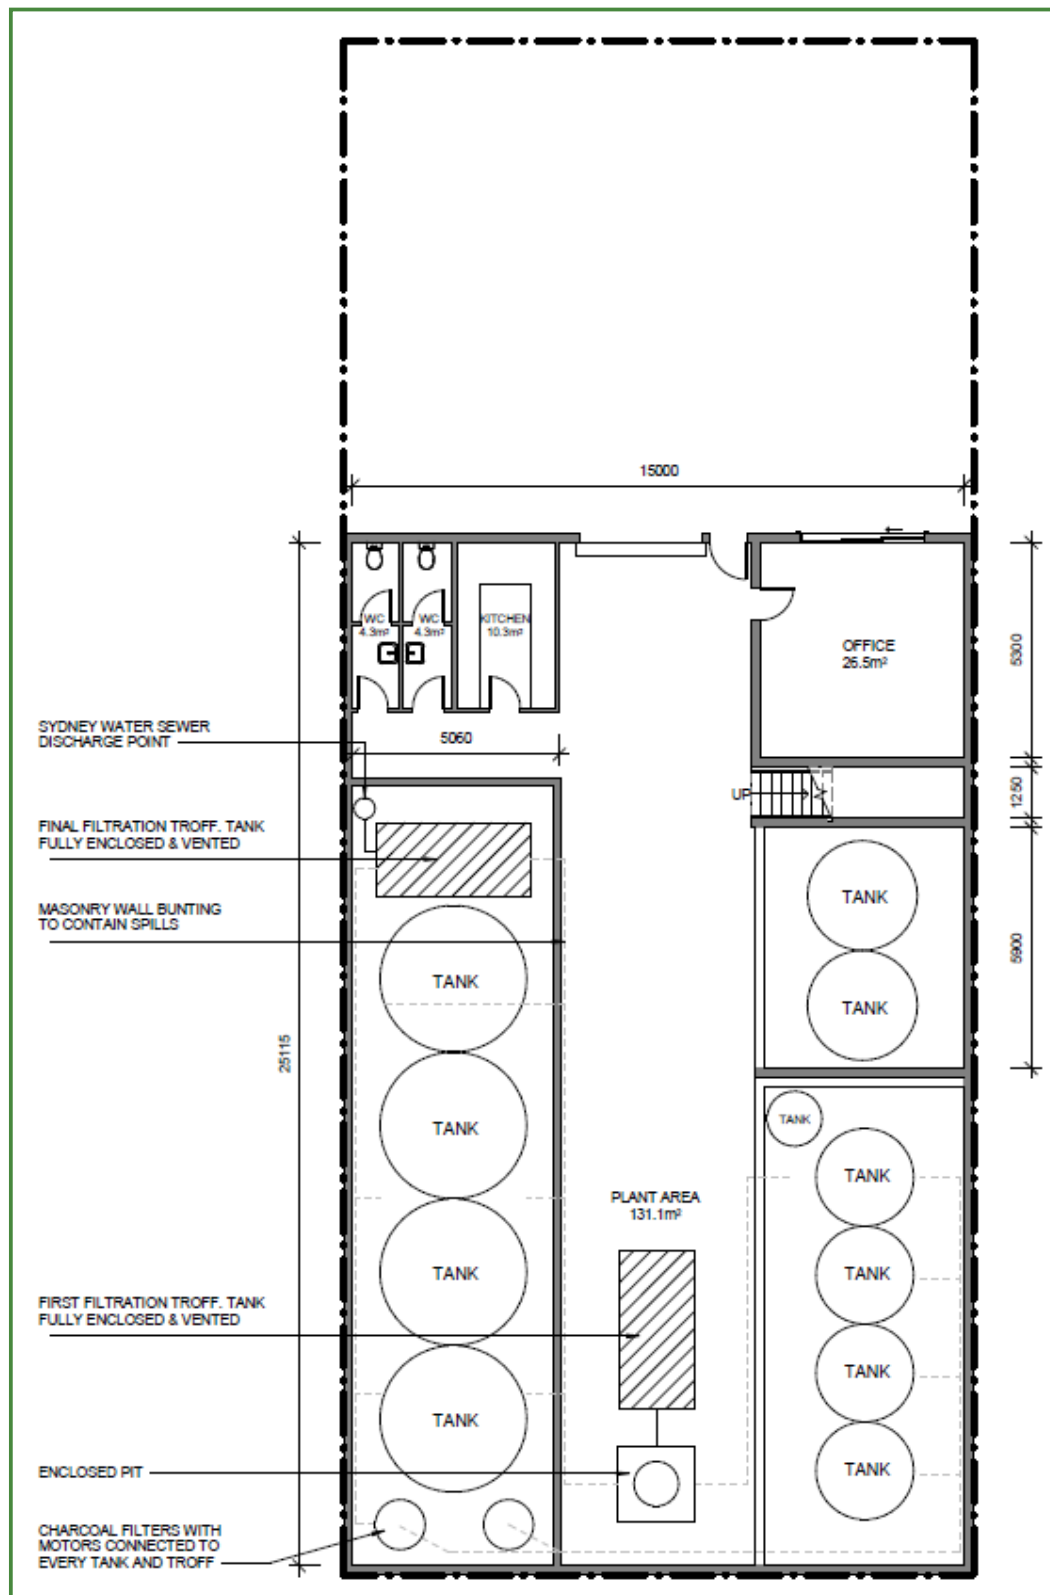 15000
WC
4.3m²
WC
4.3m²
KITCHEN
10.3m²
OFFICE
26.5m²
5300
SYDNEY WATER SEWER
DISCHARGE POINT
5060
UP
1250
FINAL FILTRATION TROFF. TANK
FULLY ENCLOSED & VENTED
MASONRY WALL BUNTING
TO CONTAIN SPILLS
TANK
TANK
5900
TANK
TANK
25115
TANK
TANK
TANK
PLANT AREA
131.1m²
TANK
TANK
TANK
FIRST FILTRATION TROFF. TANK
FULLY ENCLOSED & VENTED
TANK
TANK
TANK
ENCLOSED PIT
CHARCOAL FILTERS WITH
MOTORS CONNECTED TO
EVERY TANK AND TROFF